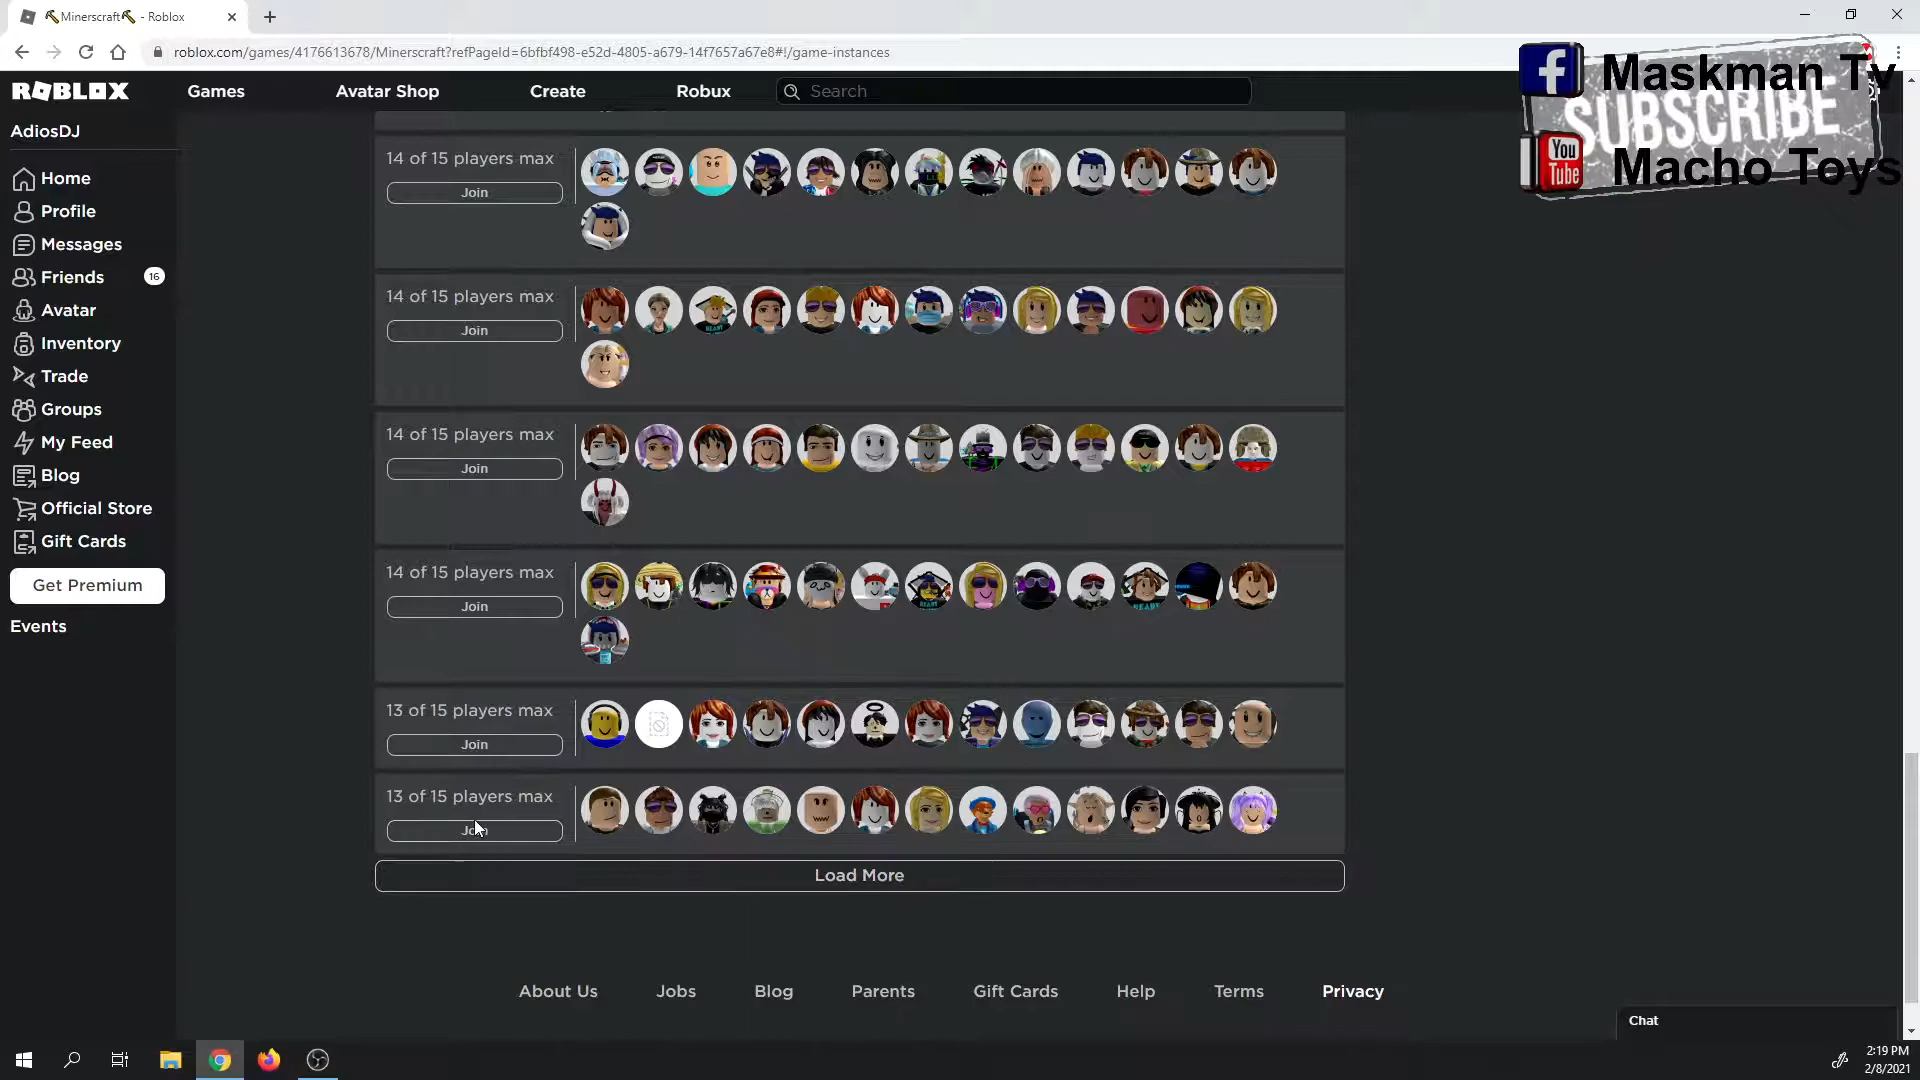 Minerscraft - Roblox
roblox.com/games/4176613678/Minerscraft?refPageId=6bfbf498-e52d-4805-a679-14f7657a67e8#!/game-instances
Maskman Tv
SUBSCRIBE
You
Tube
Macho Toys
ROBLOX
Games
Avatar Shop
Create
Robux
Search
AdiosDJ
Home
Profile
Messages
Friends
16
Avatar
Inventory
Trade
Groups
My Feed
Blog
Official Store
Gift Cards
Get Premium
Events
14 of 15 players max
Join
14 of 15 players max
Join
14 of 15 players max
Join
14 of 15 players max
Join
13 of 15 players max
Join
13 of 15 players max
Join
Load More
About Us
Jobs
Blog
Parents
Gift Cards
Help
Terms
Privacy
Chat
2:19 PM
2/8/2021